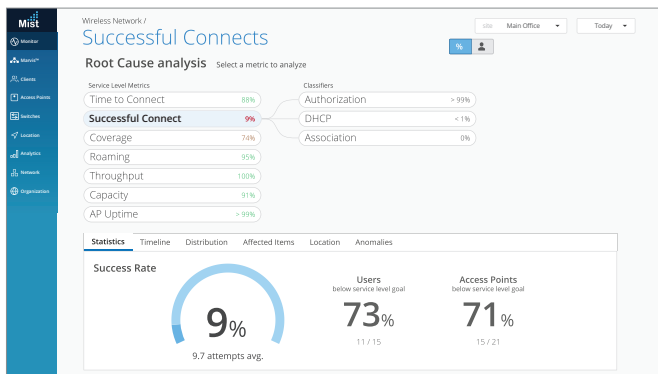 Mist
Wireless Network /
Successful Connects
site Main Office
Today
%
Root Cause analysis Select a metric to analyze
Monitor
Marvis™
Clients
Access Points
Switches
Location
Analytics
Network
Organization
Service Level Metrics
Time to Connect 88%
Successful Connect 9%
Coverage 74%
Roaming 95%
Throughput 100%
Capacity 91%
AP Uptime > 99%
Classifiers
Authorization > 99%
DHCP < 1%
Association 0%
Statistics Timeline Distribution Affected Items Location Anomalies
Success Rate
9%
9.7 attempts avg.
Users
below service level goal
73%
11 / 15
Access Points
below service level goal
71%
15 / 21